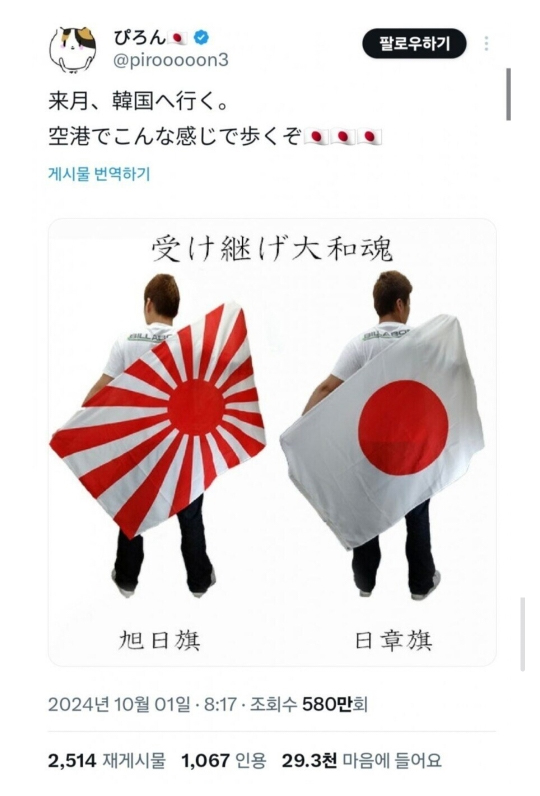 ぴろん🇯🇵
@pirooooon3
팔로우하기
来月、韓国へ行く。
空港でこんな感じで歩くぞ🇯🇵🇯🇵🇯🇵
게시물 번역하기
受け継げ大和魂
旭日旗
日章旗
2024년 10월 01일 · 8:17 · 조회수 580만회
2,514 재게시물 1,067 인용 29.3천 마음에 들어요